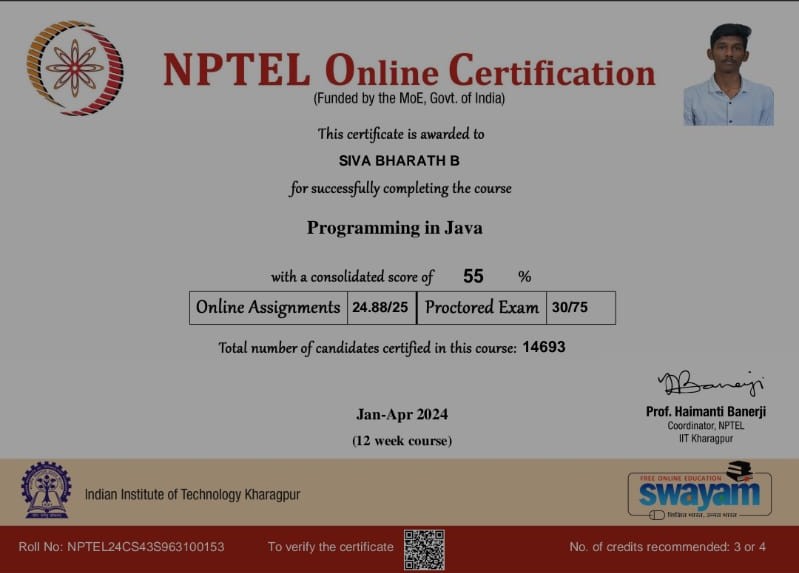 NPTEL Online Certification
(Funded by the MoE, Govt. of India)
This certificate is awarded to
SIVA BHARATH B
for successfully completing the course
Programming in Java
with a consolidated score of 55 %
Online Assignments 24.88/25 Proctored Exam 30/75
Total number of candidates certified in this course: 14693
Jan-Apr 2024
(12 week course)
Prof. Haimanti Banerji
Coordinator, NPTEL
IIT Kharagpur
Indian Institute of Technology Kharagpur
FREE ONLINE EDUCATION
swayam
शिक्षित भारत, उन्नत भारत
Roll No: NPTEL24CS43S963100153 To verify the certificate No. of credits recommended: 3 or 4